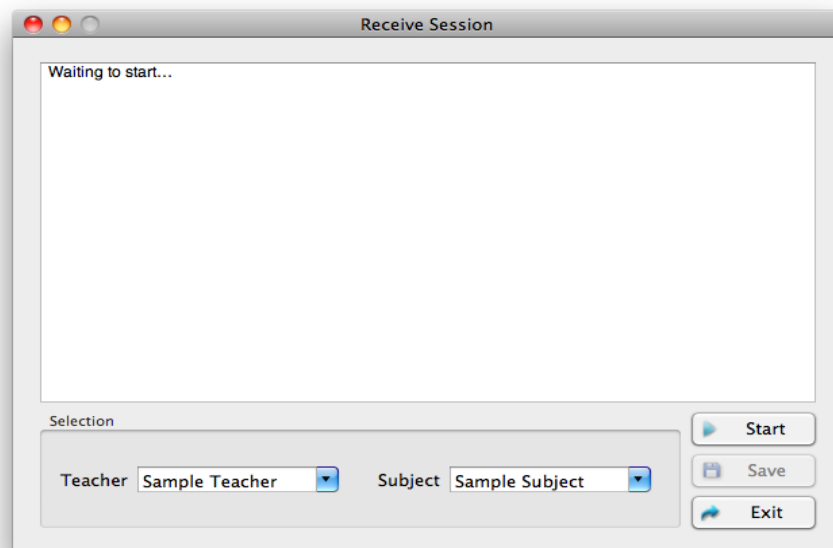 Receive Session
Waiting to start...
Selection
Teacher Sample Teacher Subject Sample Subject
Start
Save
Exit